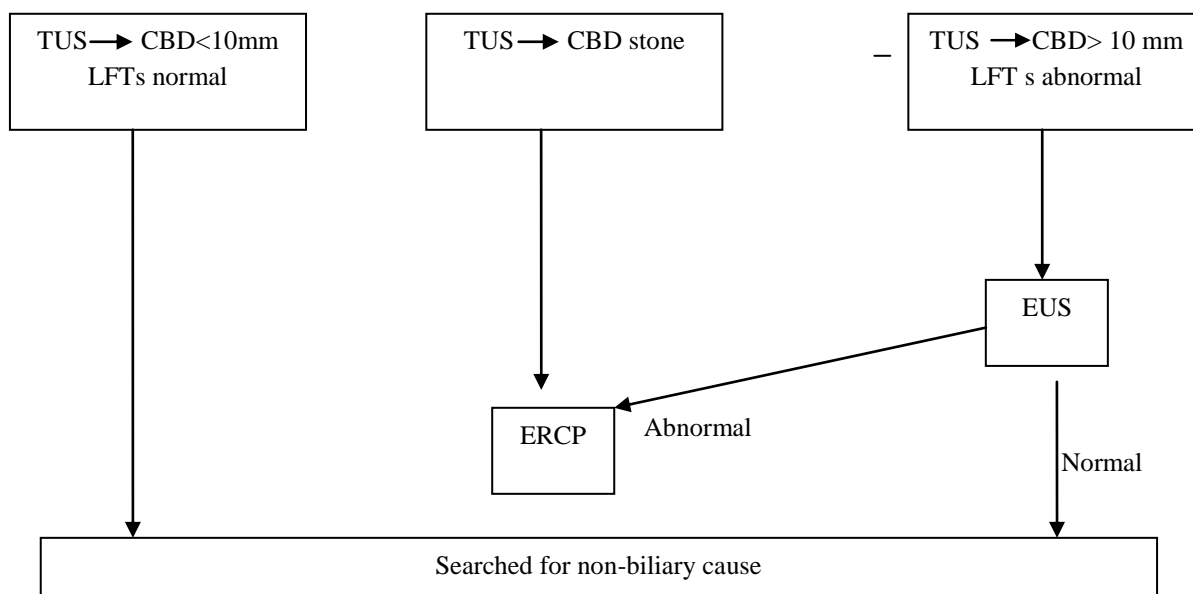 TUS CBD<10mm
LFTs normal
TUS CBD stone
–
TUS CBD> 10 mm
LFT s abnormal
EUS
ERCP
Abnormal
Normal
Searched for non-biliary cause